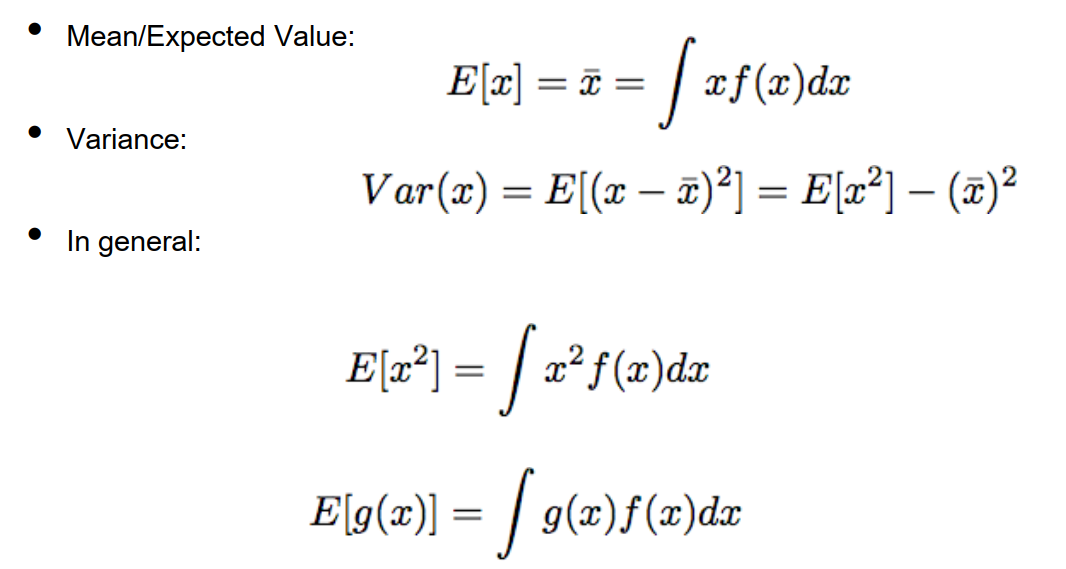 • Mean/Expected Value:
E[x] = x̄ = ∫ xf(x)dx
• Variance:
Var(x) = E[(x − x̄)²] = E[x²] − (x̄)²
• In general:
E[x²] = ∫ x²f(x)dx
E[g(x)] = ∫ g(x)f(x)dx